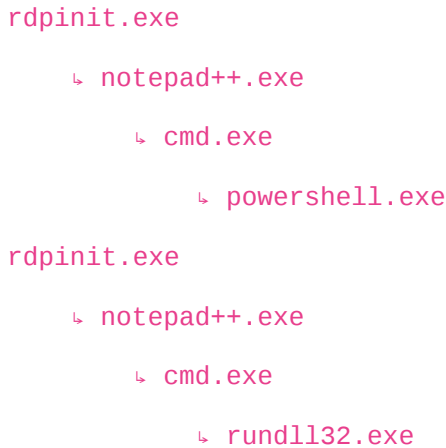 rdpinit.exe
↳ notepad++.exe
↳ cmd.exe
↳ powershell.exe
rdpinit.exe
↳ notepad++.exe
↳ cmd.exe
↳ rundll32.exe